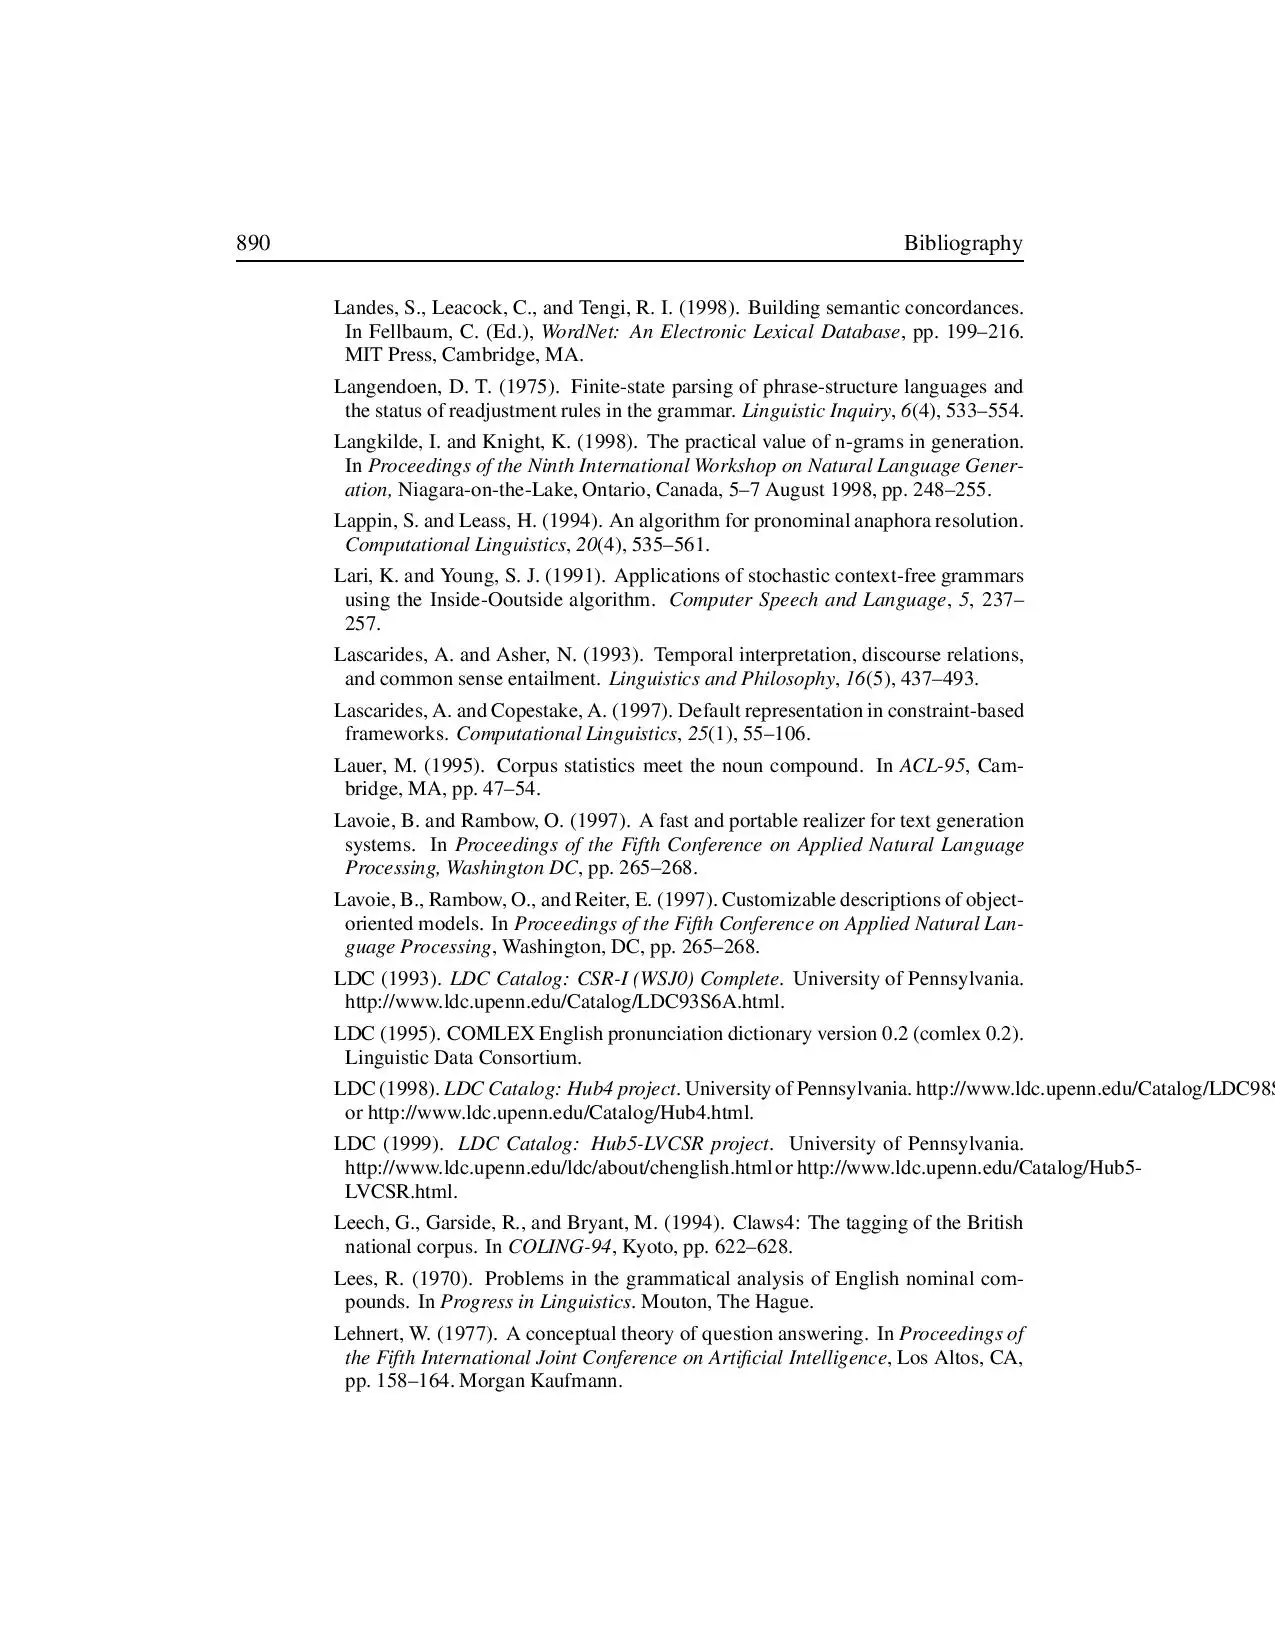 890 Bibliography
Landes, S., Leacock, C., and Tengi, R. I. (1998). Building semantic concordances.
In Fellbaum, C. (Ed.), WordNet: An Electronic Lexical Database, pp. 199–216.
MIT Press, Cambridge, MA.
Langendoen, D. T. (1975). Finite-state parsing of phrase-structure languages and
the status of readjustment rules in the grammar. Linguistic Inquiry, 6(4), 533–554.
Langkilde, I. and Knight, K. (1998). The practical value of n-grams in generation.
In Proceedings of the Ninth International Workshop on Natural Language Gener-
ation, Niagara-on-the-Lake, Ontario, Canada, 5–7 August 1998, pp. 248–255.
Lappin, S. and Leass, H. (1994). An algorithm for pronominal anaphora resolution.
Computational Linguistics, 20(4), 535–561.
Lari, K. and Young, S. J. (1991). Applications of stochastic context-free grammars
using the Inside-Ooutside algorithm. Computer Speech and Language, 5, 237–
257.
Lascarides, A. and Asher, N. (1993). Temporal interpretation, discourse relations,
and common sense entailment. Linguistics and Philosophy, 16(5), 437–493.
Lascarides, A. and Copestake, A. (1997). Default representation in constraint-based
frameworks. Computational Linguistics, 25(1), 55–106.
Lauer, M. (1995). Corpus statistics meet the noun compound. In ACL-95, Cam-
bridge, MA, pp. 47–54.
Lavoie, B. and Rambow, O. (1997). A fast and portable realizer for text generation
systems. In Proceedings of the Fifth Conference on Applied Natural Language
Processing, Washington DC, pp. 265–268.
Lavoie, B., Rambow, O., and Reiter, E. (1997). Customizable descriptions of object-
oriented models. In Proceedings of the Fifth Conference on Applied Natural Lan-
guage Processing, Washington, DC, pp. 265–268.
LDC (1993). LDC Catalog: CSR-I (WSJ0) Complete. University of Pennsylvania.
http://www.ldc.upenn.edu/Catalog/LDC93S6A.html.
LDC (1995). COMLEX English pronunciation dictionary version 0.2 (comlex 0.2).
Linguistic Data Consortium.
LDC (1998). LDC Catalog: Hub4 project. University of Pennsylvania. http://www.ldc.upenn.edu/Catalog/LDC98S
or http://www.ldc.upenn.edu/Catalog/Hub4.html.
LDC (1999). LDC Catalog: Hub5-LVCSR project. University of Pennsylvania.
http://www.ldc.upenn.edu/ldc/about/chenglish.html or http://www.ldc.upenn.edu/Catalog/Hub5-
LVCSR.html.
Leech, G., Garside, R., and Bryant, M. (1994). Claws4: The tagging of the British
national corpus. In COLING-94, Kyoto, pp. 622–628.
Lees, R. (1970). Problems in the grammatical analysis of English nominal com-
pounds. In Progress in Linguistics. Mouton, The Hague.
Lehnert, W. (1977). A conceptual theory of question answering. In Proceedings of
the Fifth International Joint Conference on Artificial Intelligence, Los Altos, CA,
pp. 158–164. Morgan Kaufmann.